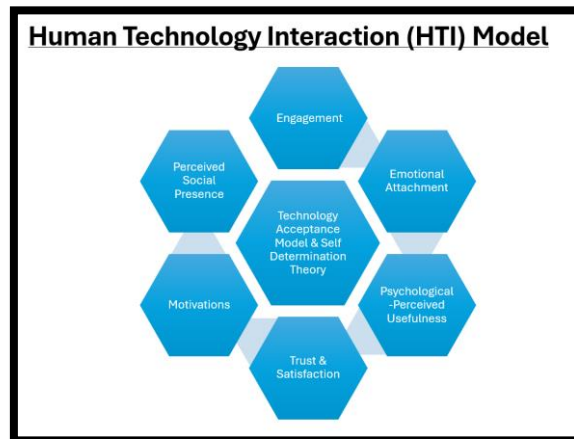 Human Technology Interaction (HTI) Model
Engagement
Perceived
Social
Presence
Emotional
Attachment
Technology
Acceptance
Model & Self
Determination
Theory
Motivations
Psychological
-Perceived
Usefulness
Trust &
Satisfaction